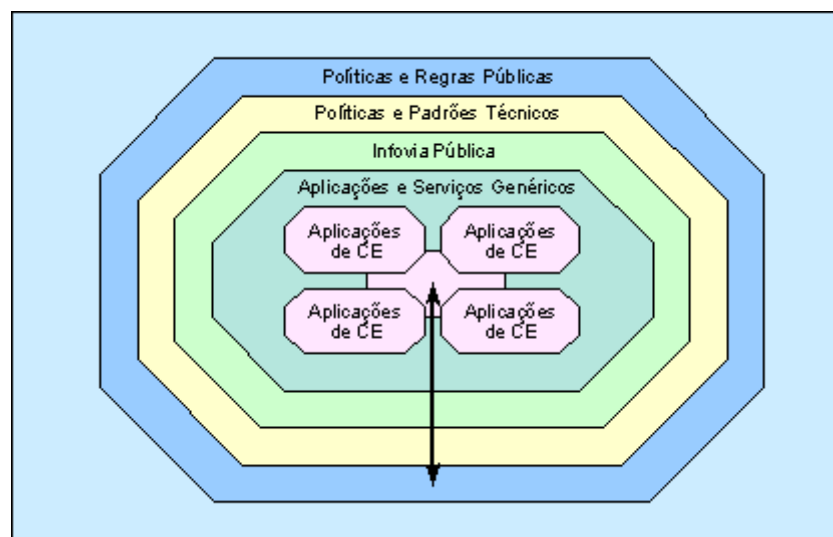 Políticas e Regras Públicas
Políticas e Padrões Técnicos
Infovia Pública
Aplicações e Serviços Genéricos
Aplicações
de CE
Aplicações
de CE
Aplicações
de CE
Aplicações
de CE